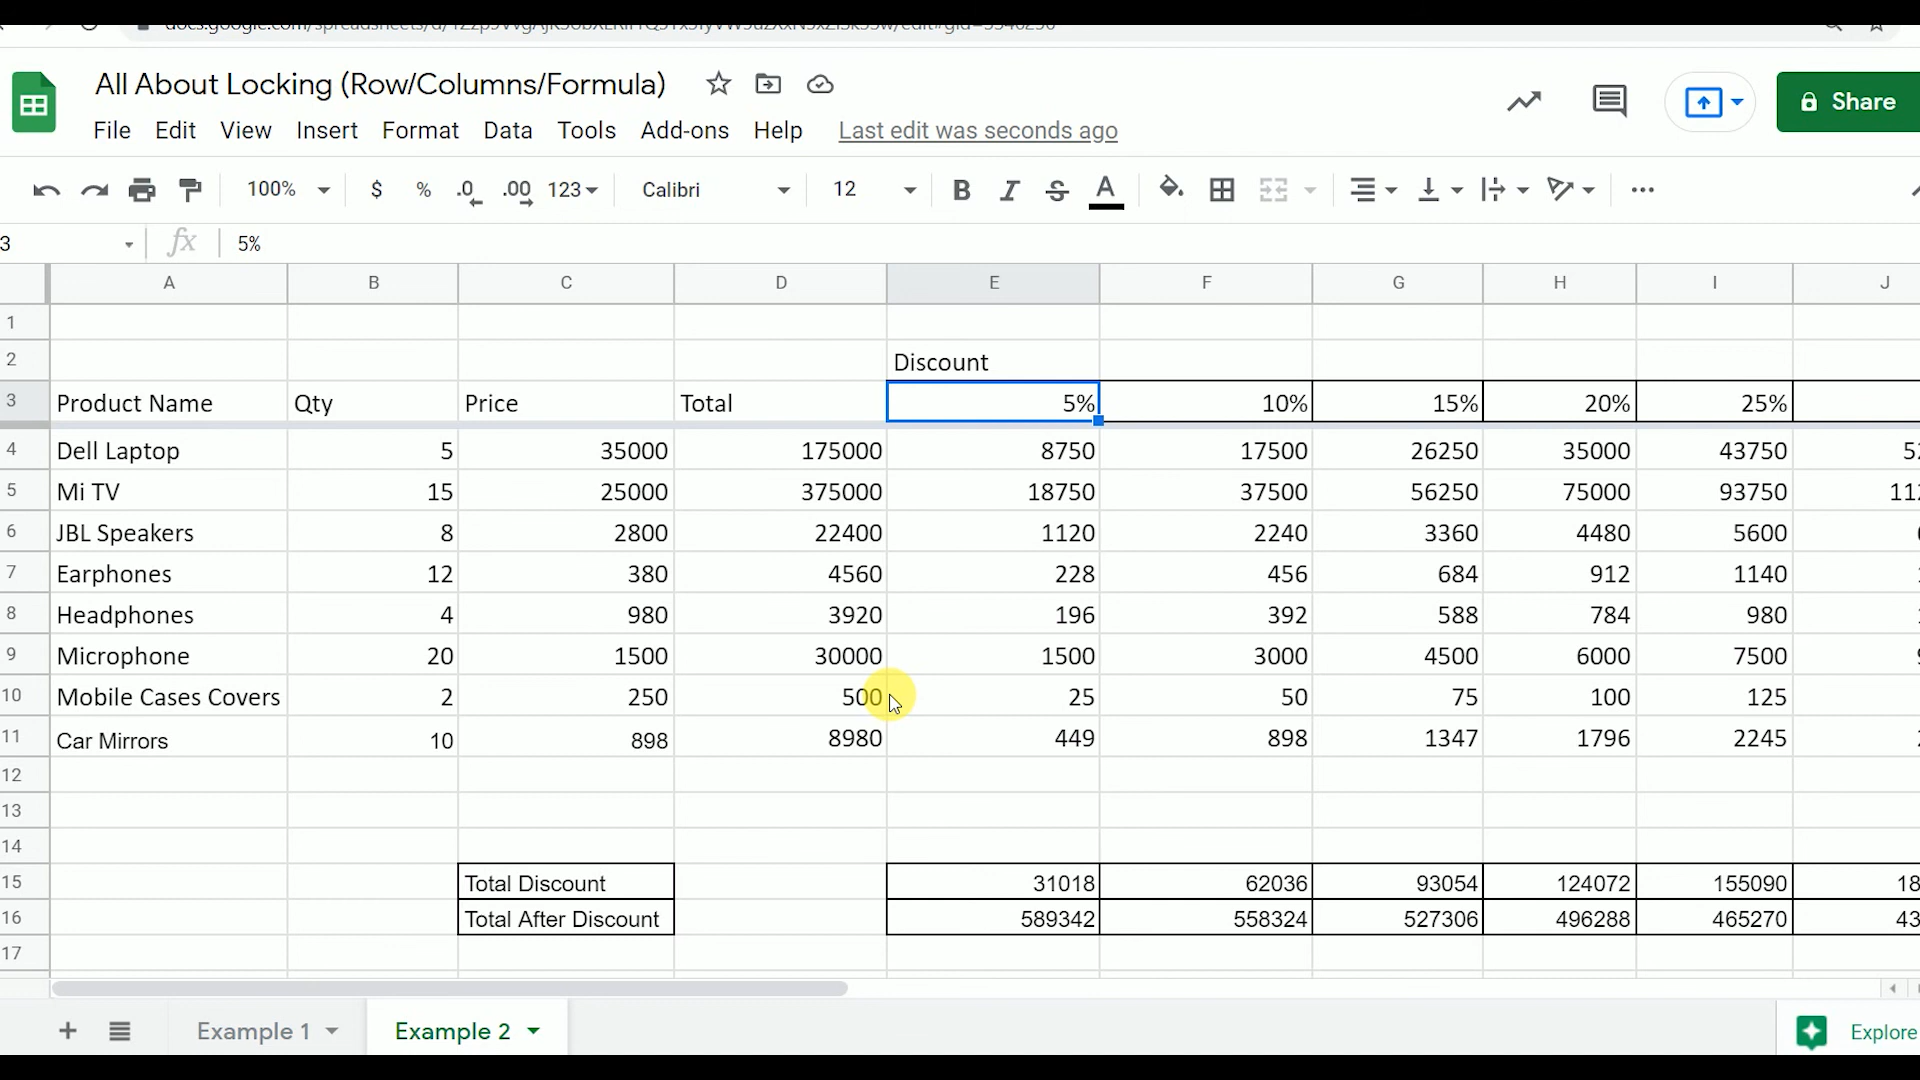 All About Locking (Row/Columns/Formula)
File Edit View Insert Format Data Tools Add-ons Help Last edit was seconds ago
Share
100% $ % .0 .00 123 Calibri 12 B I S A
3 fx 5%
A B C D E F G H I J
1
2 Discount
3 Product Name Qty Price Total 5% 10% 15% 20% 25%
4 Dell Laptop 5 35000 175000 8750 17500 26250 35000 43750
5 Mi TV 15 25000 375000 18750 37500 56250 75000 93750
6 JBL Speakers 8 2800 22400 1120 2240 3360 4480 5600
7 Earphones 12 380 4560 228 456 684 912 1140
8 Headphones 4 980 3920 196 392 588 784 980
9 Microphone 20 1500 30000 1500 3000 4500 6000 7500
10 Mobile Cases Covers 2 250 500 25 50 75 100 125
11 Car Mirrors 10 898 8980 449 898 1347 1796 2245
12
13
14
15 Total Discount 31018 62036 93054 124072 155090
16 Total After Discount 589342 558324 527306 496288 465270
17
Example 1 Example 2 Explore